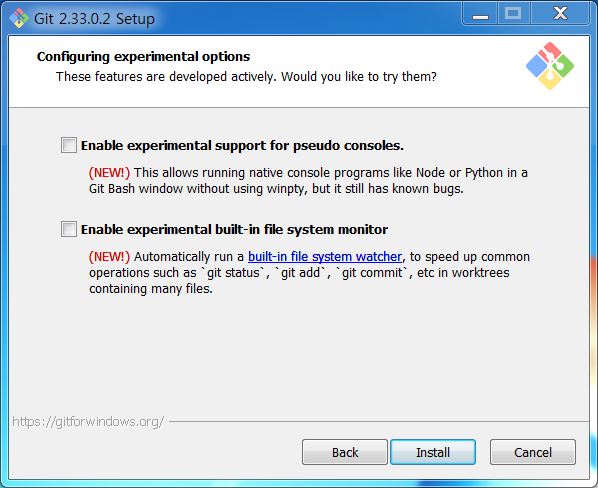 Git 2.33.0.2 Setup
Configuring experimental options
These features are developed actively. Would you like to try them?
Enable experimental support for pseudo consoles.
(NEW!) This allows running native console programs like Node or Python in a
Git Bash window without using winpty, but it still has known bugs.
Enable experimental built-in file system monitor
(NEW!) Automatically run a built-in file system watcher, to speed up common
operations such as `git status`, `git add`, `git commit`, etc in worktrees
containing many files.
https://gitforwindows.org/
Back Install Cancel